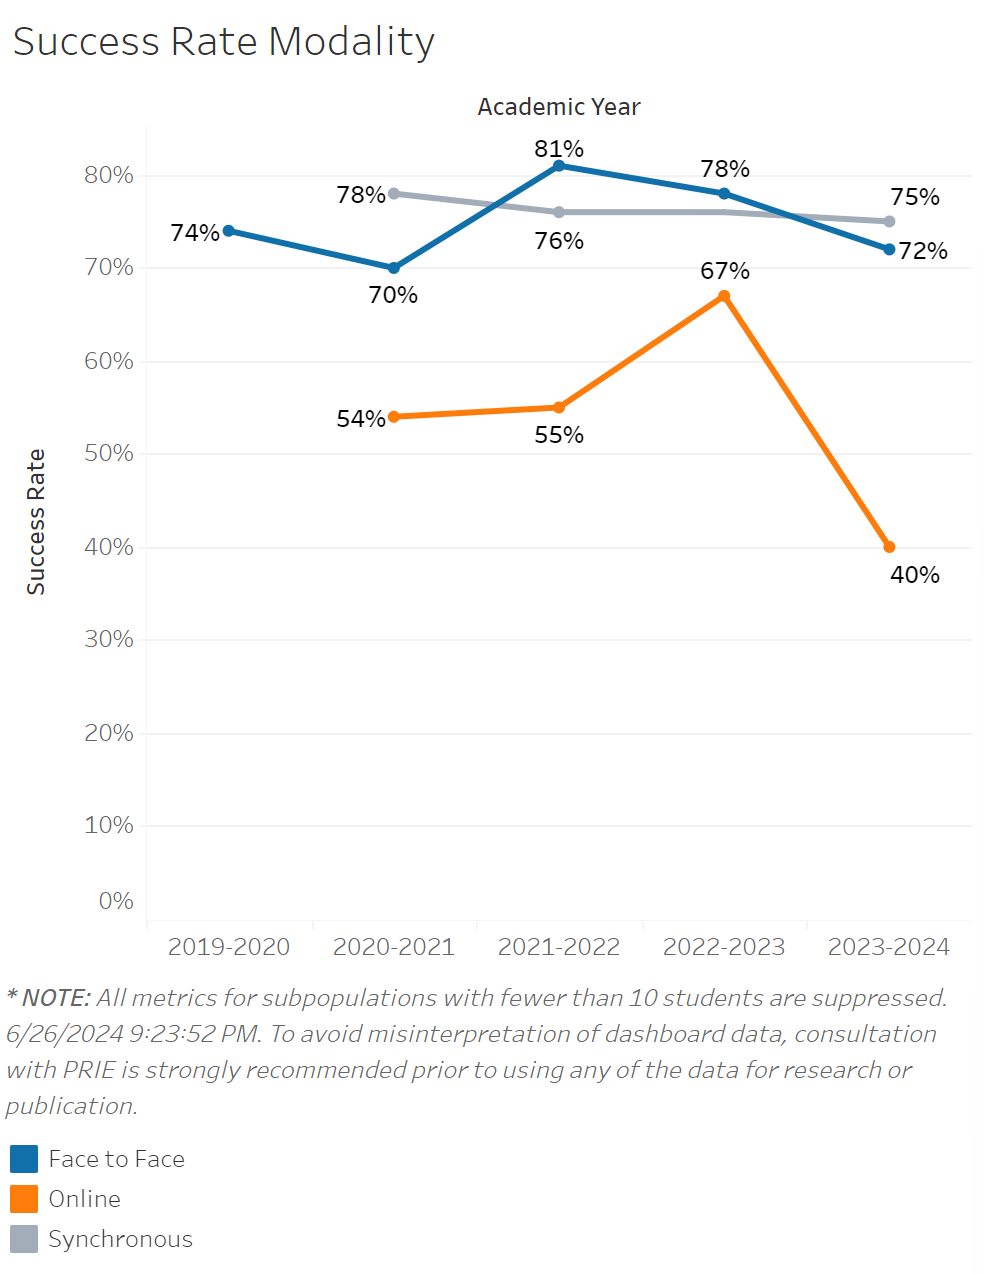 Success Rate Modality
Academic Year
81%
78%
80%
78%
75%
74%
76%
72%
70%
67%
70%
60%
54%
55%
50%
Success Rate
40%
40%
30%
20%
10%
0%
2019-2020 2020-2021 2021-2022 2022-2023 2023-2024
* NOTE: All metrics for subpopulations with fewer than 10 students are suppressed.
6/26/2024 9:23:52 PM. To avoid misinterpretation of dashboard data, consultation
with PRIE is strongly recommended prior to using any of the data for research or
publication.
Face to Face
Online
Synchronous